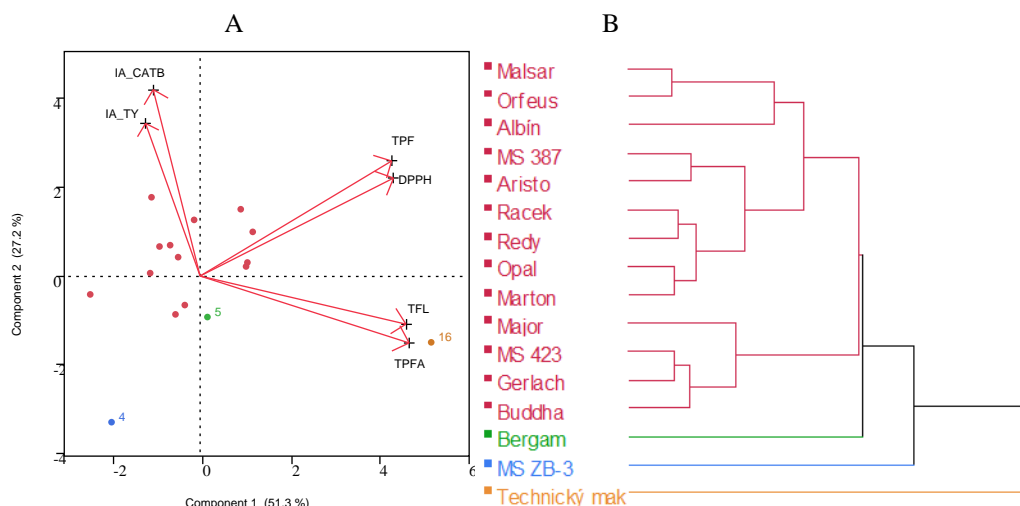 A
B
IA_CATB
IA_TY
TPF
DPPH
TFL
TPFA
5
16
4
4
2
0
-2
-4
-4
-2
0
2
4
6
Component 2 (27.2 %)
Component 1 (51.3 %)
Malsar
Orfeus
Albín
MS 387
Aristo
Racek
Redy
Opal
Marton
Major
MS 423
Gerlach
Buddha
Bergam
MS ZB-3
Technický mak